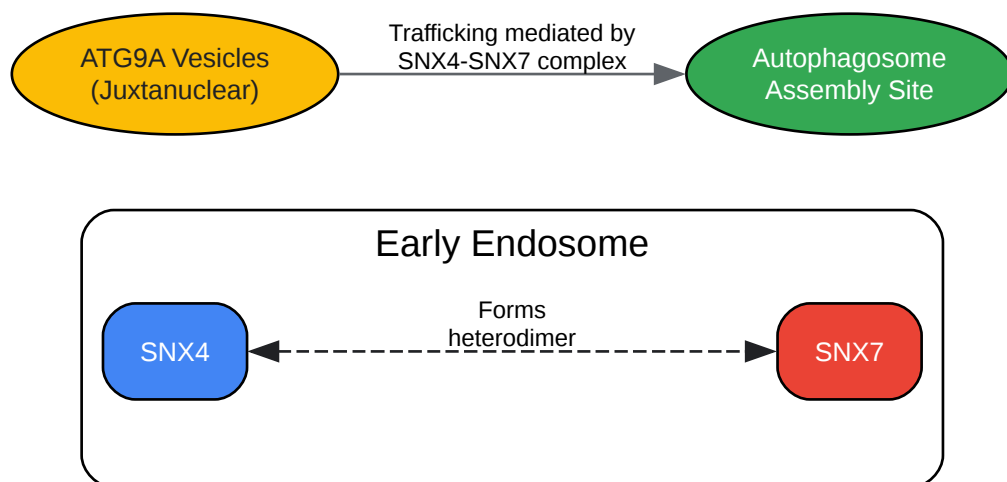 ATG9A Vesicles
(Juxtanuclear)
Trafficking mediated by
SNX4-SNX7 complex
Autophagosome
Assembly Site
Early Endosome
SNX4
Forms
heterodimer
SNX7